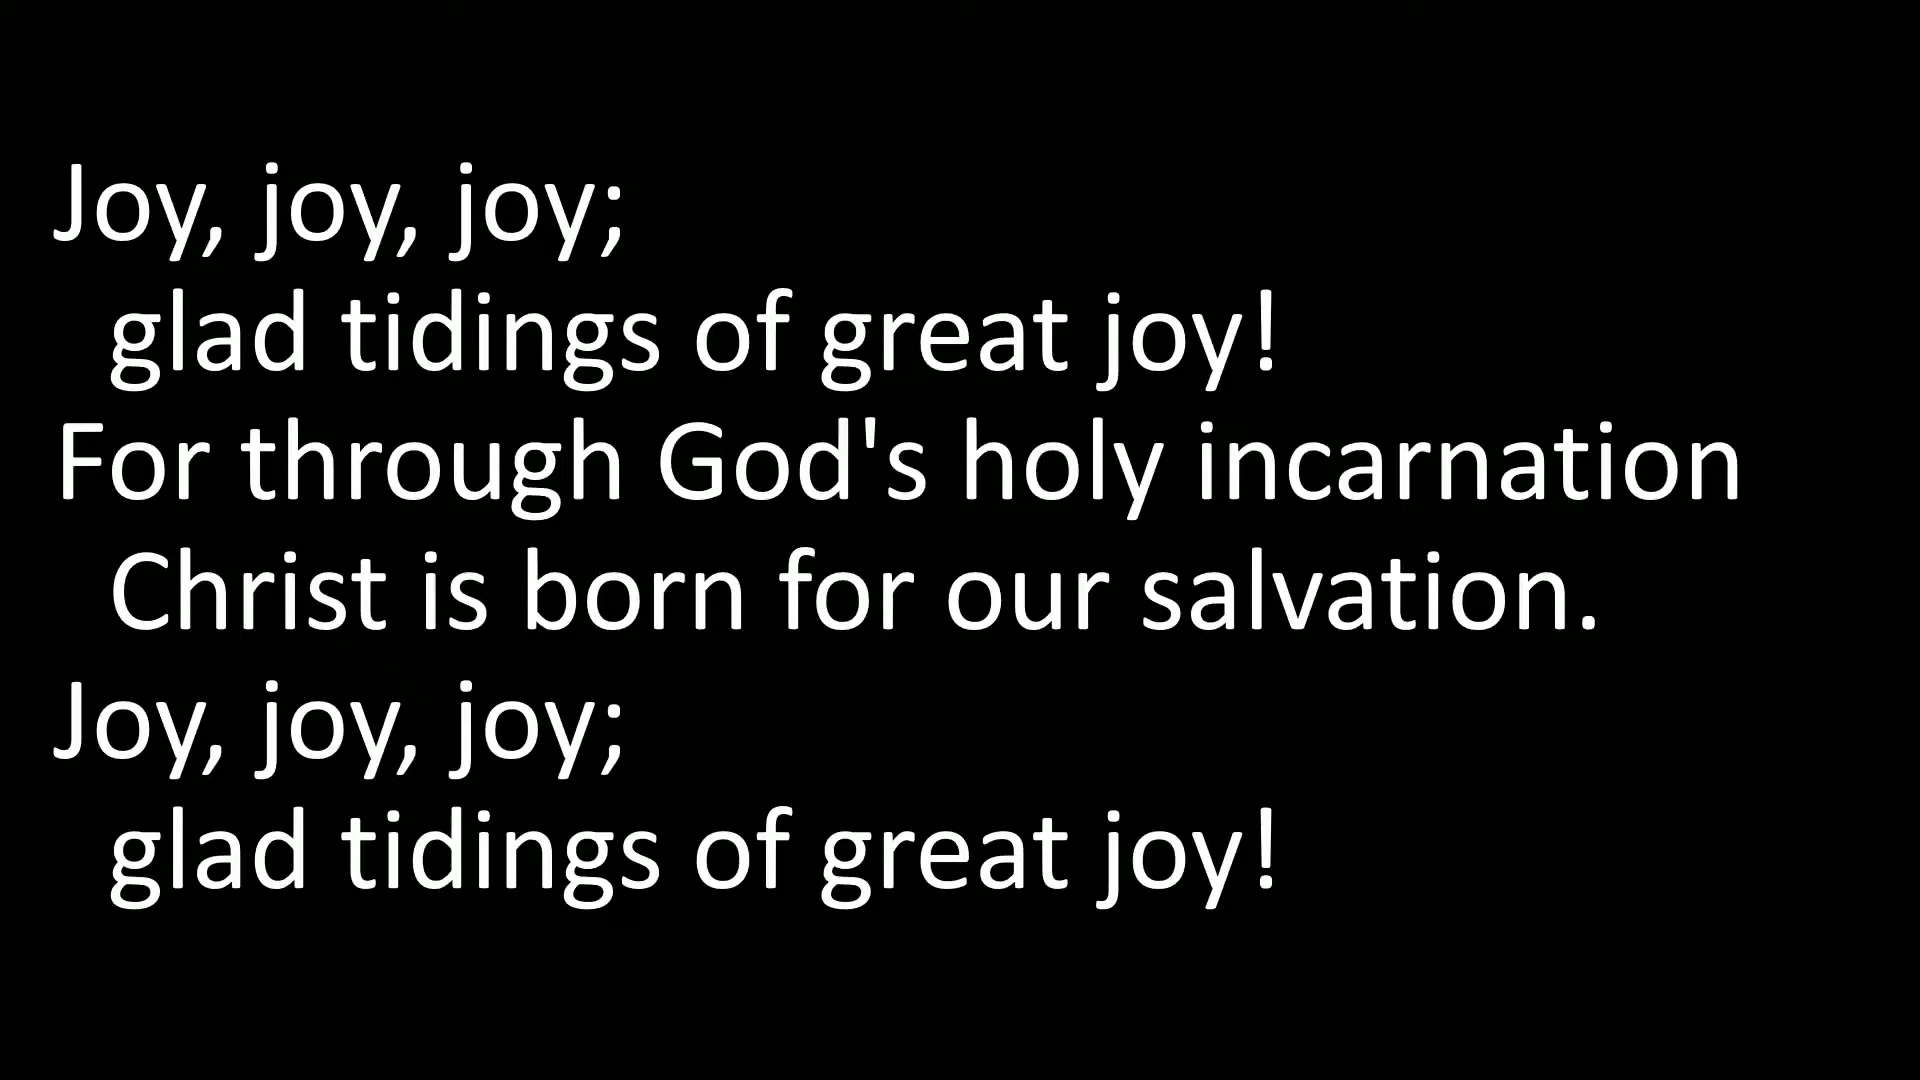 Joy, joy, joy;
glad tidings of great joy!
For through God's holy incarnation
Christ is born for our salvation.
Joy, joy, joy;
glad tidings of great joy!